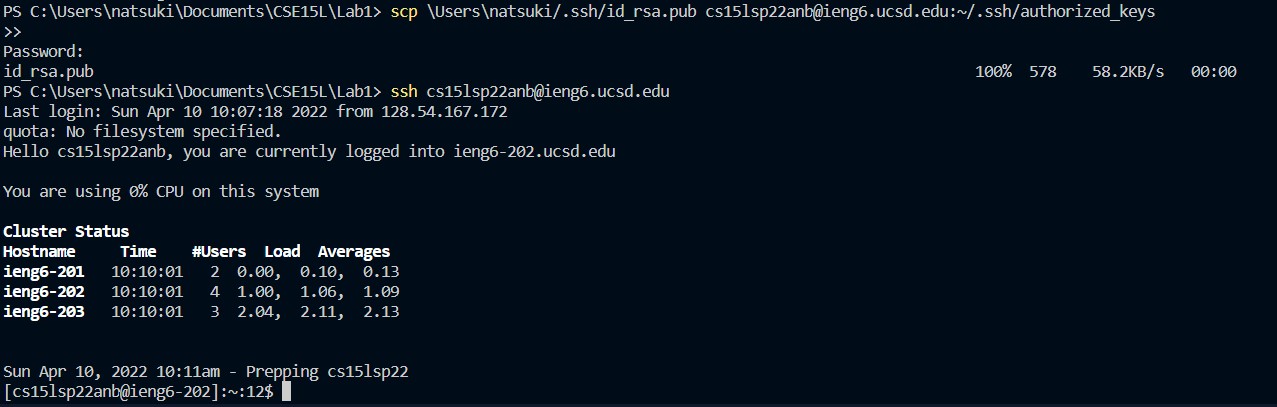 PS C:\Users\natsuki\Documents\CSE15L\Lab1> scp \Users\natsuki/.ssh/id_rsa.pub cs15lsp22anb@ieng6.ucsd.edu:~/.ssh/authorized_keys
>>
Password:
id_rsa.pub 100% 578 58.2KB/s 00:00
PS C:\Users\natsuki\Documents\CSE15L\Lab1> ssh cs15lsp22anb@ieng6.ucsd.edu
Last login: Sun Apr 10 10:07:18 2022 from 128.54.167.172
quota: No filesystem specified.
Hello cs15lsp22anb, you are currently logged into ieng6-202.ucsd.edu
You are using 0% CPU on this system
Cluster Status
Hostname Time #Users Load Averages
ieng6-201 10:10:01 2 0.00, 0.10, 0.13
ieng6-202 10:10:01 4 1.00, 1.06, 1.09
ieng6-203 10:10:01 3 2.04, 2.11, 2.13
Sun Apr 10, 2022 10:11am - Prepping cs15lsp22
[cs15lsp22anb@ieng6-202]:~:12$